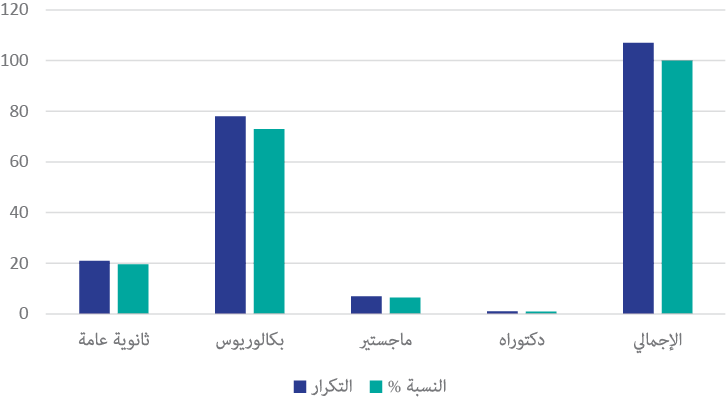 120
100
80
60
40
20
0
ثانوية عامة
بكالوريوس
ماجستير
دكتوراه
الإجمالي
التكرار
النسبة %